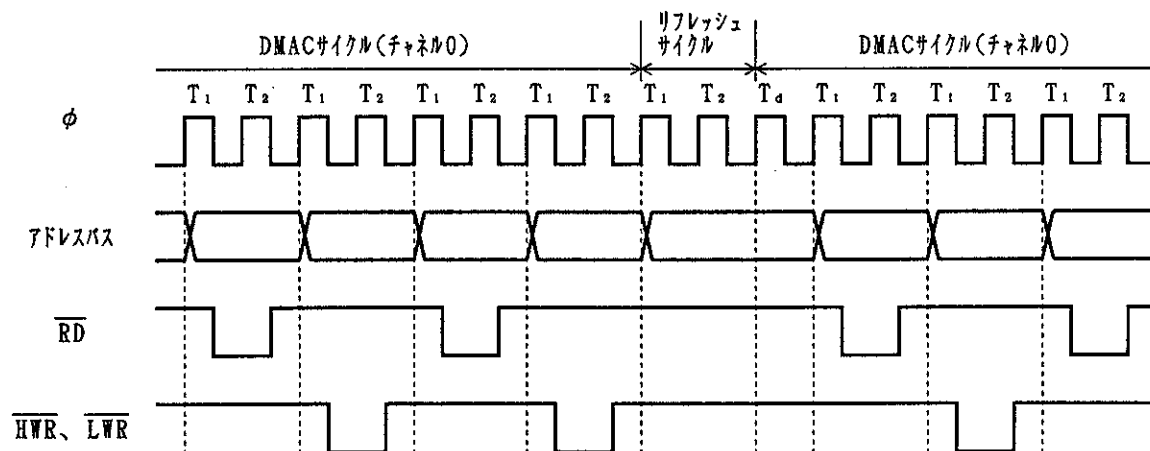 リフレッシュ
サイクル
DMACサイクル(チャネル0)
DMACサイクル(チャネル0)
T₁ T₂ T₁ T₂ T₁ T₂ T₁ T₂ T₁ T₂ Td T₁ T₂ T₁ T₂ T₁ T₂
φ
アドレスバス
RD
HWR、LWR